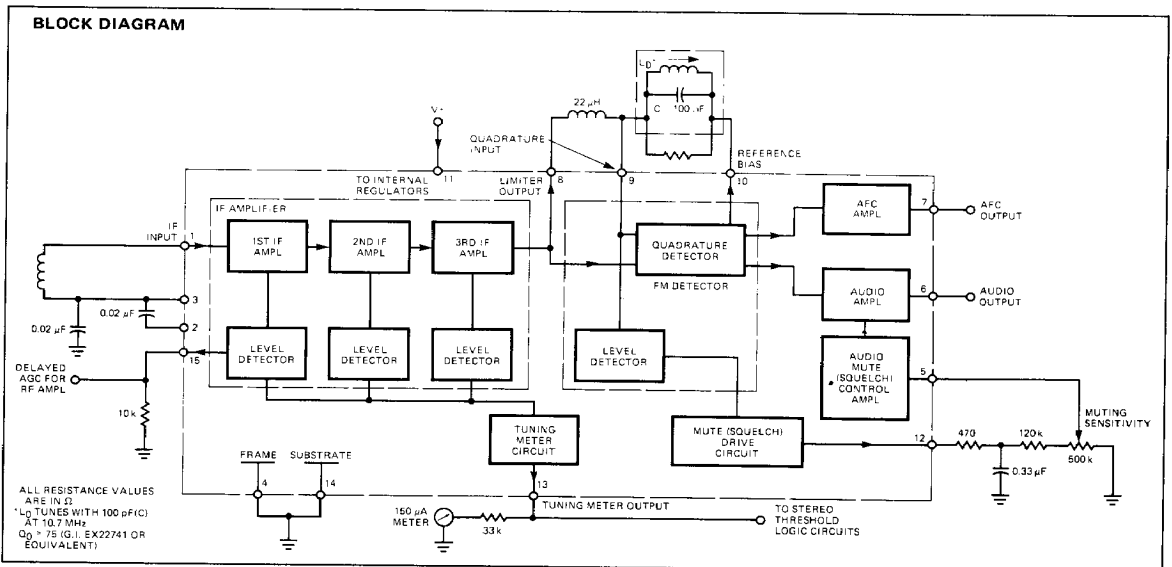 BLOCK DIAGRAM
LD*
C
22 µH
V+
QUADRATURE
INPUT
REFERENCE
BIAS
TO INTERNAL
REGULATORS
11
LIMITER
OUTPUT
8
9
10
IF
INPUT
1
IF AMPLIFIER
1ST IF
AMPL
2ND IF
AMPL
3RD IF
AMPL
QUADRATURE
DETECTOR
FM DETECTOR
AFC
AMPL
7
AFC
OUTPUT
AUDIO
AMPL
6
AUDIO
OUTPUT
3
0.02 µF
0.02 µF
2
15
LEVEL
DETECTOR
LEVEL
DETECTOR
LEVEL
DETECTOR
LEVEL
DETECTOR
AUDIO
MUTE
(SQUELCH)
CONTROL
AMPL
5
DELAYED
AGC FOR
RF AMPL
10k
TUNING
METER
CIRCUIT
MUTE (SQUELCH)
DRIVE
CIRCUIT
12
470
120 k
MUTING
SENSITIVITY
500k
0.33 µF
FRAME
SUBSTRATE
4
14
13
TUNING METER OUTPUT
150 µA
METER
33k
TO STEREO
THRESHOLD
LOGIC CIRCUITS
ALL RESISTANCE VALUES
ARE IN Ω
*LD TUNES WITH 100 pF(C)
AT 10.7 MHz
(G.I. EX22741 OR
EQUIVALENT)